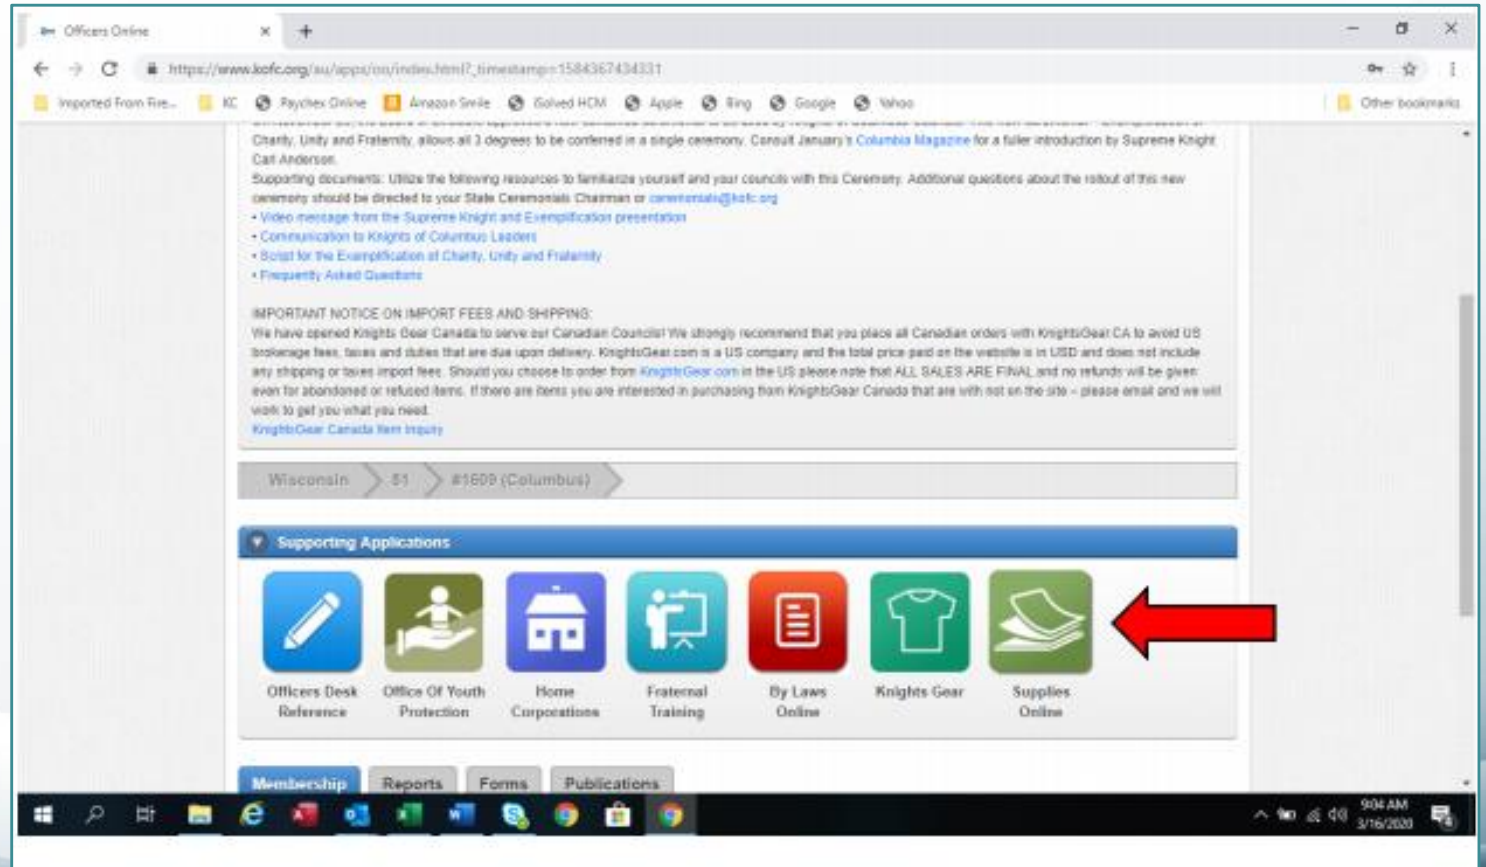 Officers Online
https://www.kofc.org/au/apps/oo/index.html?_timestamp=1584367434331
Imported From Fire... KC Paychex Online Amazon Smile iSolved HCM Apple Bing Google Yahoo Other bookmarks
Charity, Unity and Fraternity, allows all 3 degrees to be conferred in a single ceremony. Consult January's Columbia Magazine for a fuller introduction by Supreme Knight
Carl Anderson.
Supporting documents: Utilize the following resources to familiarize yourself and your councils with this Ceremony. Additional questions about the rollout of this new
ceremony should be directed to your State Ceremonials Chairman or ceremonials@kofc.org
• Video message from the Supreme Knight and Exemplification presentation
• Communication to Knights of Columbus Leaders
• Script for the Exemplification of Charity, Unity and Fraternity
• Frequently Asked Questions
IMPORTANT NOTICE ON IMPORT FEES AND SHIPPING:
We have opened Knights Gear Canada to serve our Canadian Councils! We strongly recommend that you place all Canadian orders with KnightsGear CA to avoid US
brokerage fees, taxes and duties that are due upon delivery. KnightsGear.com is a US company and the total price paid on the website is in USD and does not include
any shipping or taxes import fees. Should you choose to order from KnightsGear.com in the US please note that ALL SALES ARE FINAL and no refunds will be given
even for abandoned or refused items. If there are items you are interested in purchasing from KnightsGear Canada that are with not on the site – please email and we will
work to get you what you need.
KnightsGear Canada Item Inquiry
Wisconsin 51 #1609 (Columbus)
Supporting Applications
Officers Desk Reference
Office Of Youth Protection
Home Corporations
Fraternal Training
By Laws Online
Knights Gear
Supplies Online
Membership Reports Forms Publications
9:04 AM
3/16/2020